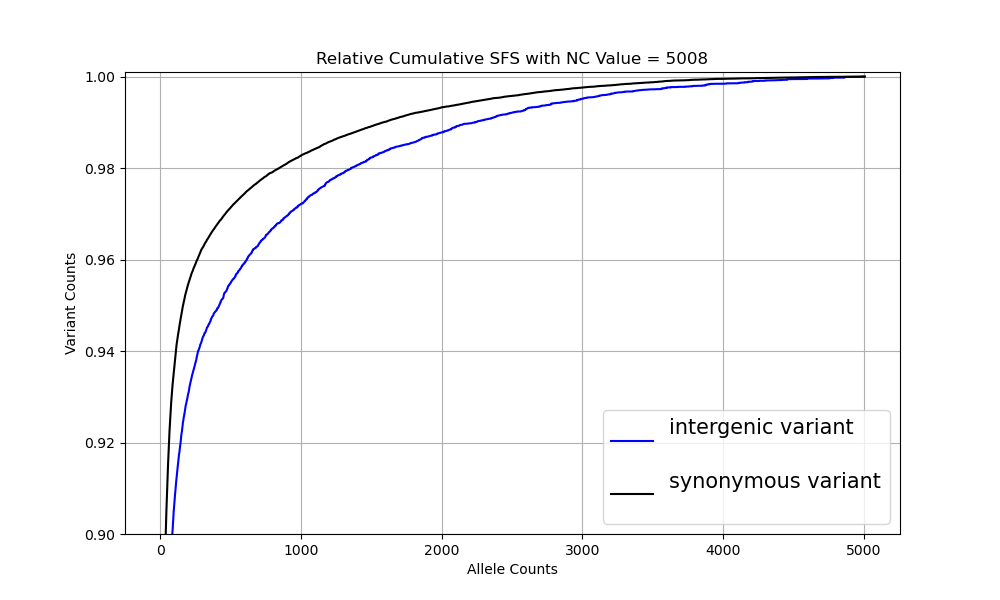 Relative Cumulative SFS with NC Value = 5008
1.00
0.98
0.96
0.94
0.92
0.90
Variant Counts
intergenic variant
synonymous variant
0 1000 2000 3000 4000 5000
Allele Counts